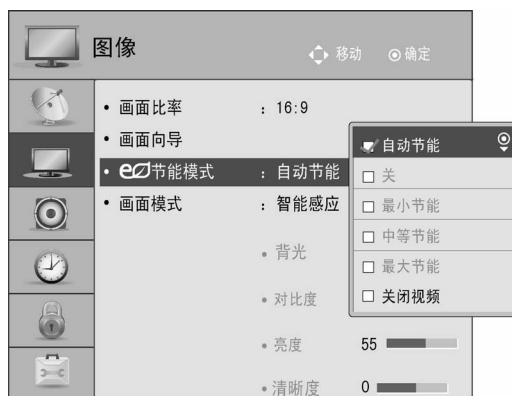 图像
移动 确定
• 画面比率 : 16:9
• 画面向导
• eco节能模式 : 自动节能
• 画面模式 : 智能感应
• 背光
• 对比度
• 亮度 55
• 清晰度 0
自动节能
关
最小节能
中等节能
最大节能
关闭视频